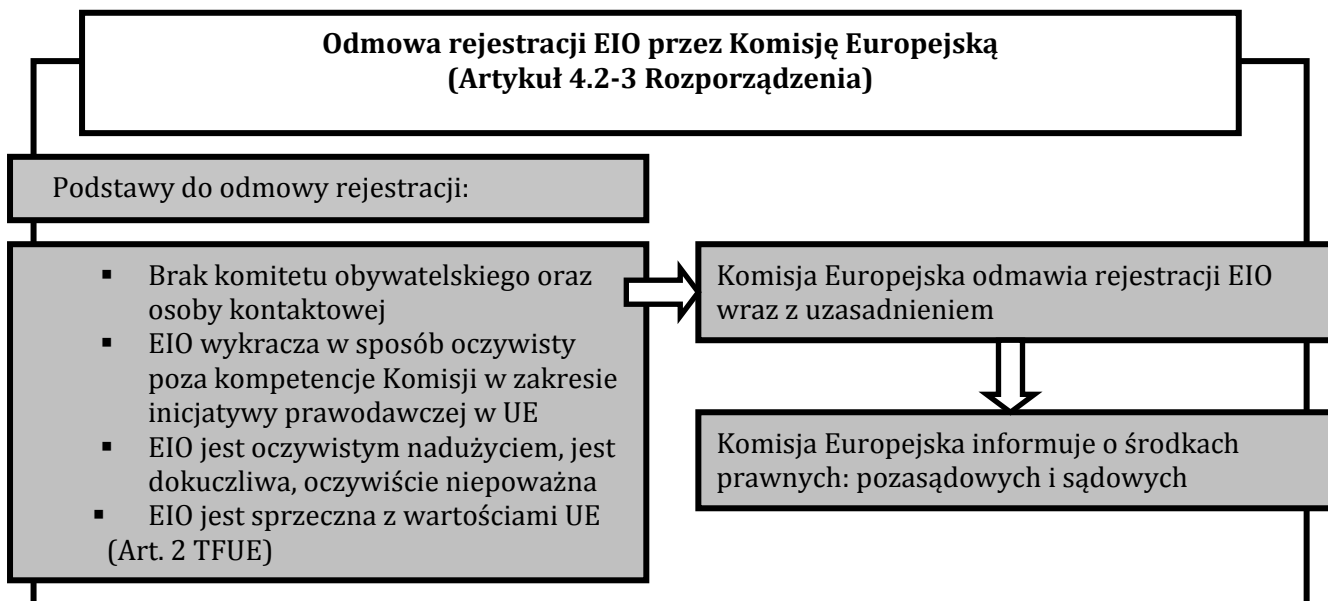 Odmowa rejestracji EIO przez Komisję Europejską
(Artykuł 4.2-3 Rozporządzenia)
Podstawy do odmowy rejestracji:
▪ Brak komitetu obywatelskiego oraz
osoby kontaktowej
▪ EIO wykracza w sposób oczywisty
poza kompetencje Komisji w zakresie
inicjatywy prawodawczej w UE
▪ EIO jest oczywistym nadużyciem, jest
dokuczliwa, oczywiście niepoważna
▪ EIO jest sprzeczna z wartościami UE
(Art. 2 TFUE)
Komisja Europejska odmawia rejestracji EIO
wraz z uzasadnieniem
Komisja Europejska informuje o środkach
prawnych: pozasądowych i sądowych